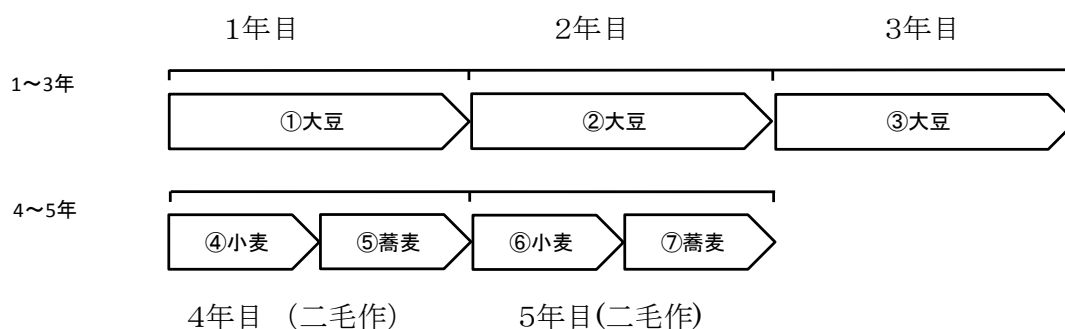 1年目 2年目 3年目
1～3年
①大豆 ②大豆 ③大豆
4～5年
④小麦 ⑤蕎麦 ⑥小麦 ⑦蕎麦
4年目 （二毛作） 5年目(二毛作)